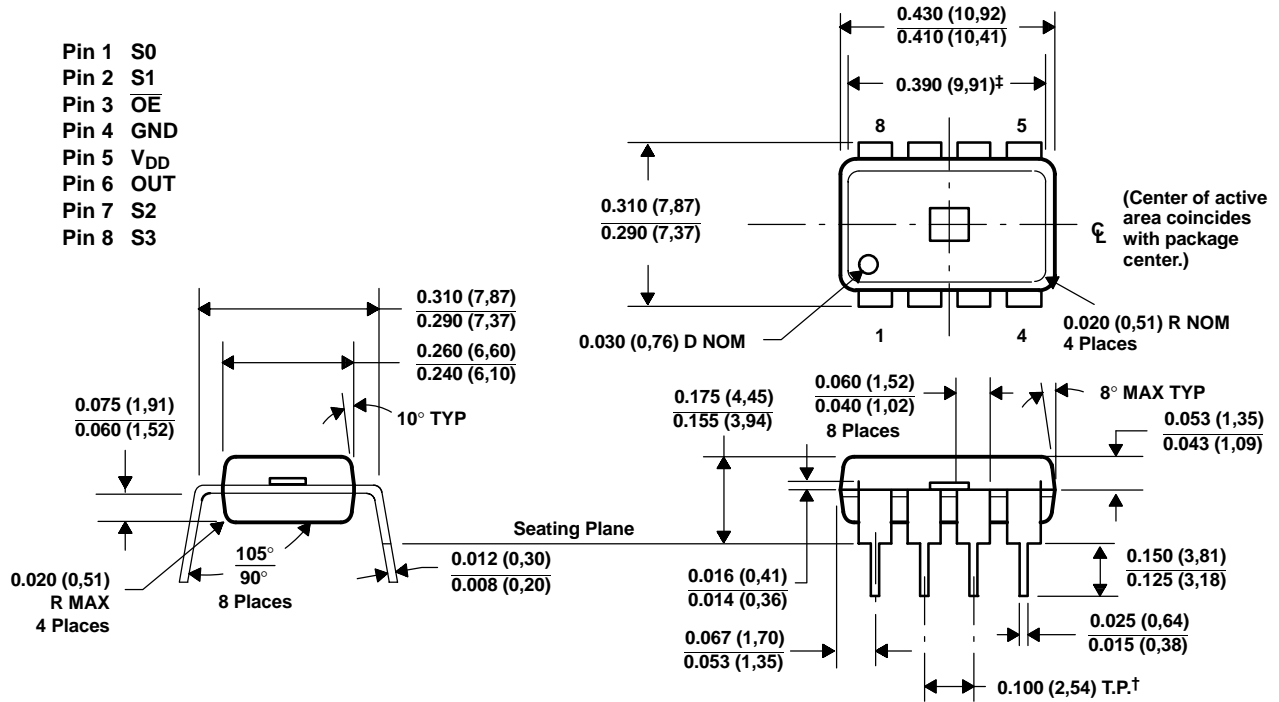 Pin 1 S0
Pin 2 S1
Pin 3 OE
Pin 4 GND
Pin 5 VDD
Pin 6 OUT
Pin 7 S2
Pin 8 S3
0.430 (10,92)
0.410 (10,41)
0.390 (9,91)‡
8
5
0.310 (7,87)
0.290 (7,37)
℄
(Center of active
area coincides
with package
center.)
0.030 (0,76) D NOM
1
4
0.020 (0,51) R NOM
4 Places
0.310 (7,87)
0.290 (7,37)
0.260 (6,60)
0.240 (6,10)
0.075 (1,91)
0.060 (1,52)
10° TYP
0.020 (0,51)
R MAX
4 Places
105°
90°
8 Places
0.012 (0,30)
0.008 (0,20)
Seating Plane
0.175 (4,45)
0.155 (3,94)
0.060 (1,52)
0.040 (1,02)
8 Places
8° MAX TYP
0.053 (1,35)
0.043 (1,09)
0.016 (0,41)
0.014 (0,36)
0.150 (3,81)
0.125 (3,18)
0.067 (1,70)
0.053 (1,35)
0.025 (0,64)
0.015 (0,38)
0.100 (2,54) T.P.†